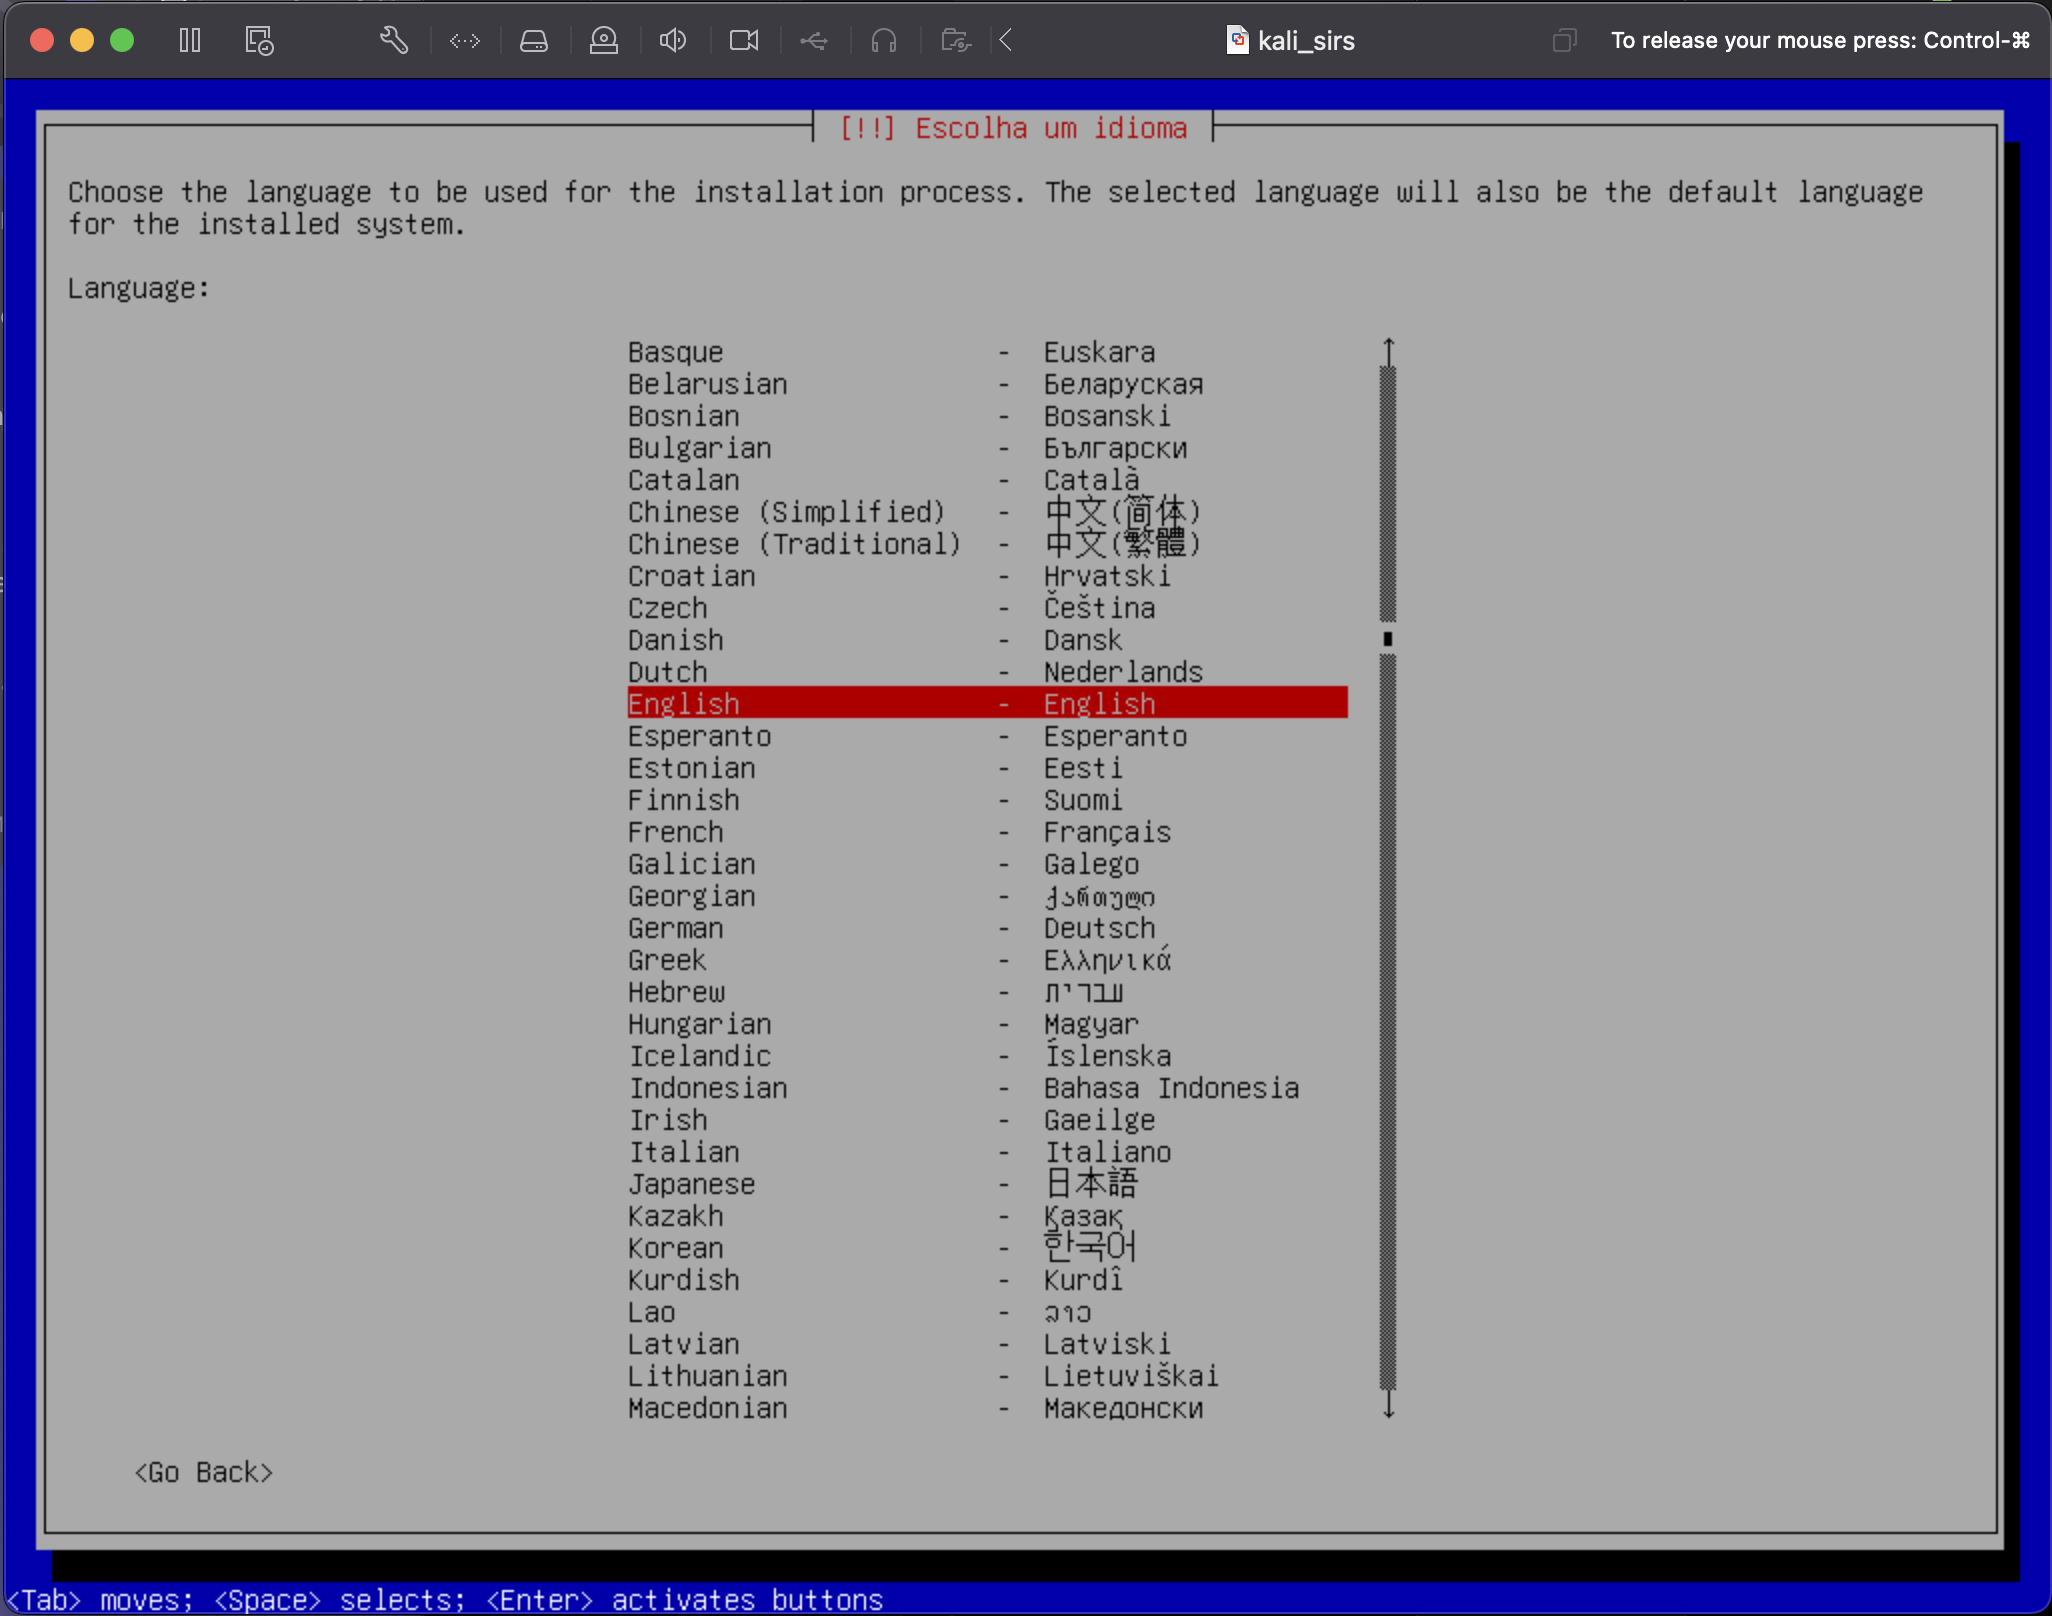 kali_sirs
To release your mouse press: Control-⌘
[!!] Escolha um idioma
Choose the language to be used for the installation process. The selected language will also be the default language
for the installed system.
Language:
Basque - Euskara
Belarusian - Беларуская
Bosnian - Bosanski
Bulgarian - Български
Catalan - Català
Chinese (Simplified) - 中文(简体)
Chinese (Traditional) - 中文(繁體)
Croatian - Hrvatski
Czech - Čeština
Danish - Dansk
Dutch - Nederlands
English - English
Esperanto - Esperanto
Estonian - Eesti
Finnish - Suomi
French - Français
Galician - Galego
Georgian - ქართული
German - Deutsch
Greek - Ελληνικά
Hebrew - עברית
Hungarian - Magyar
Icelandic - Íslenska
Indonesian - Bahasa Indonesia
Irish - Gaeilge
Italian - Italiano
Japanese - 日本語
Kazakh - Қазақ
Korean - 한국어
Kurdish - Kurdî
Lao - ລາວ
Latvian - Latviski
Lithuanian - Lietuviškai
Macedonian - Македонски
<Go Back>
<Tab> moves; <Space> selects; <Enter> activates buttons